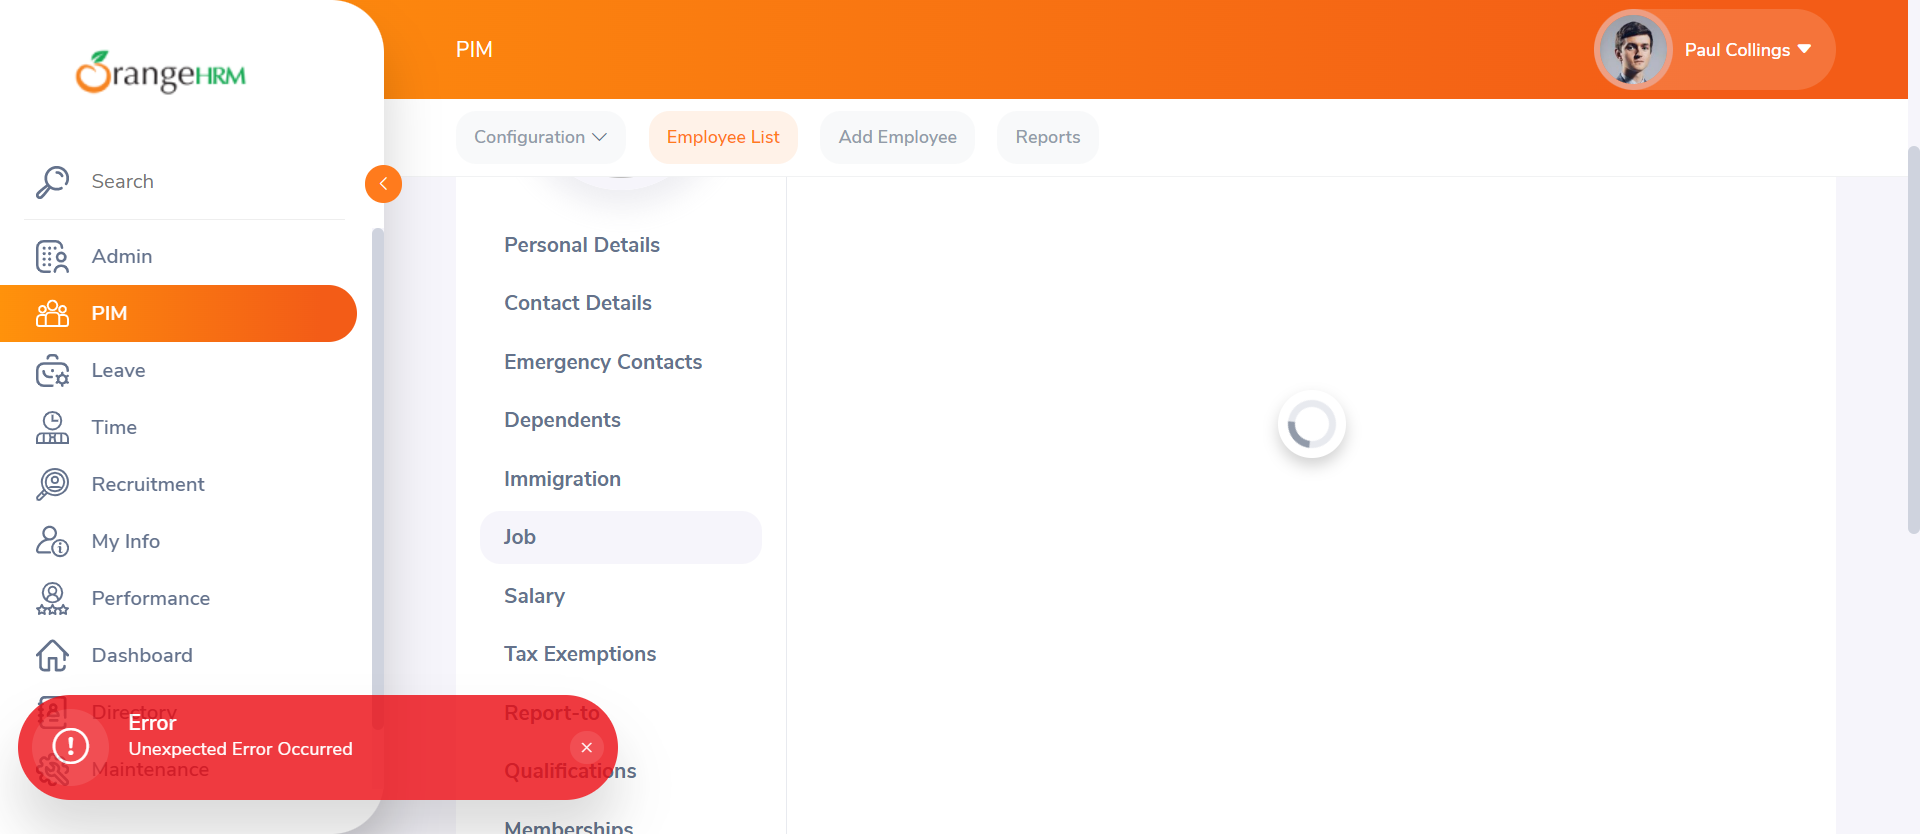 OrangeHRM
PIM
Paul Collings
Configuration
Employee List
Add Employee
Reports
Search
Admin
PIM
Leave
Time
Recruitment
My Info
Performance
Dashboard
Directory
Maintenance
Personal Details
Contact Details
Emergency Contacts
Dependents
Immigration
Job
Salary
Tax Exemptions
Report-to
Qualifications
Memberships
Error
Unexpected Error Occurred